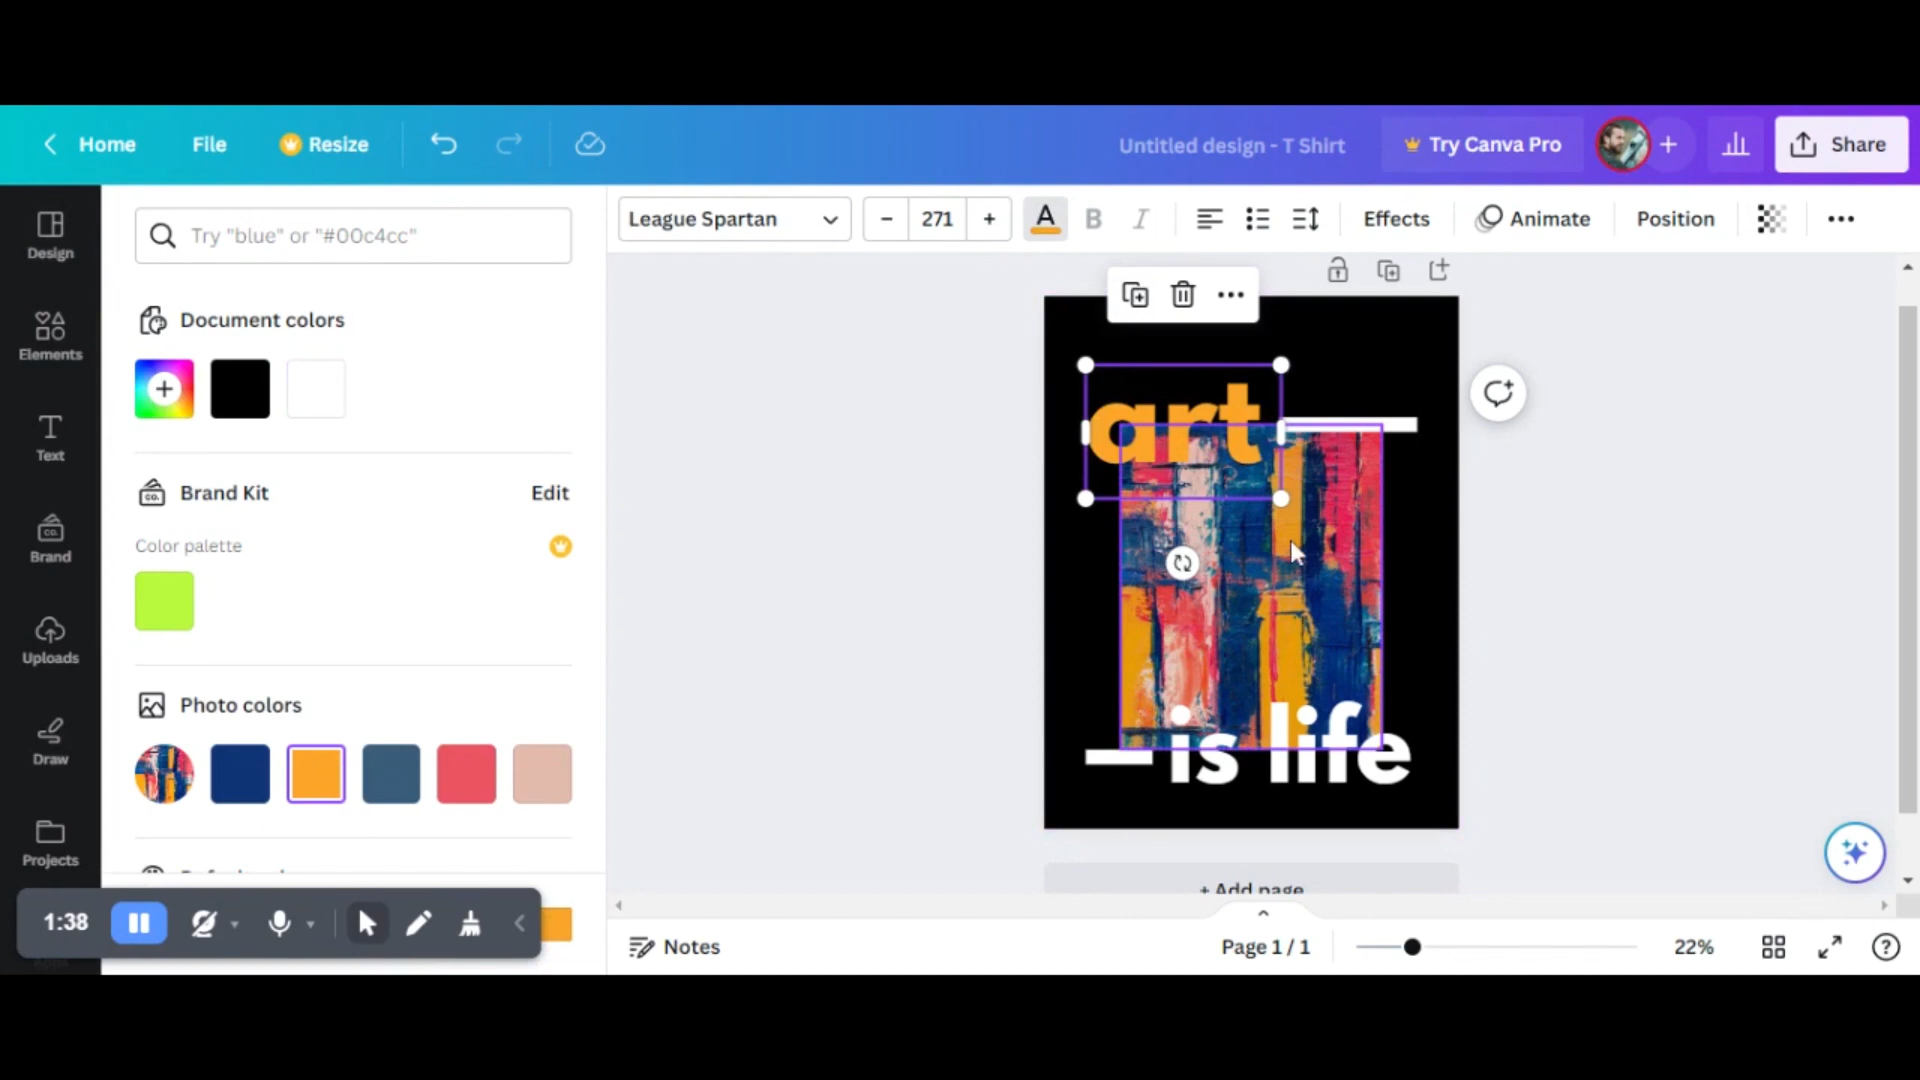 Home File Resize Untitled design - T Shirt Try Canva Pro + Share
Design
Elements
Text
Brand
Uploads
Draw
Projects
Try "blue" or "#00c4cc"
Document colors
Brand Kit Edit
Color palette
Photo colors
1:38
League Spartan - 271 + A B I Effects Animate Position
art
is life
+ Add page
Notes Page 1 / 1 22%